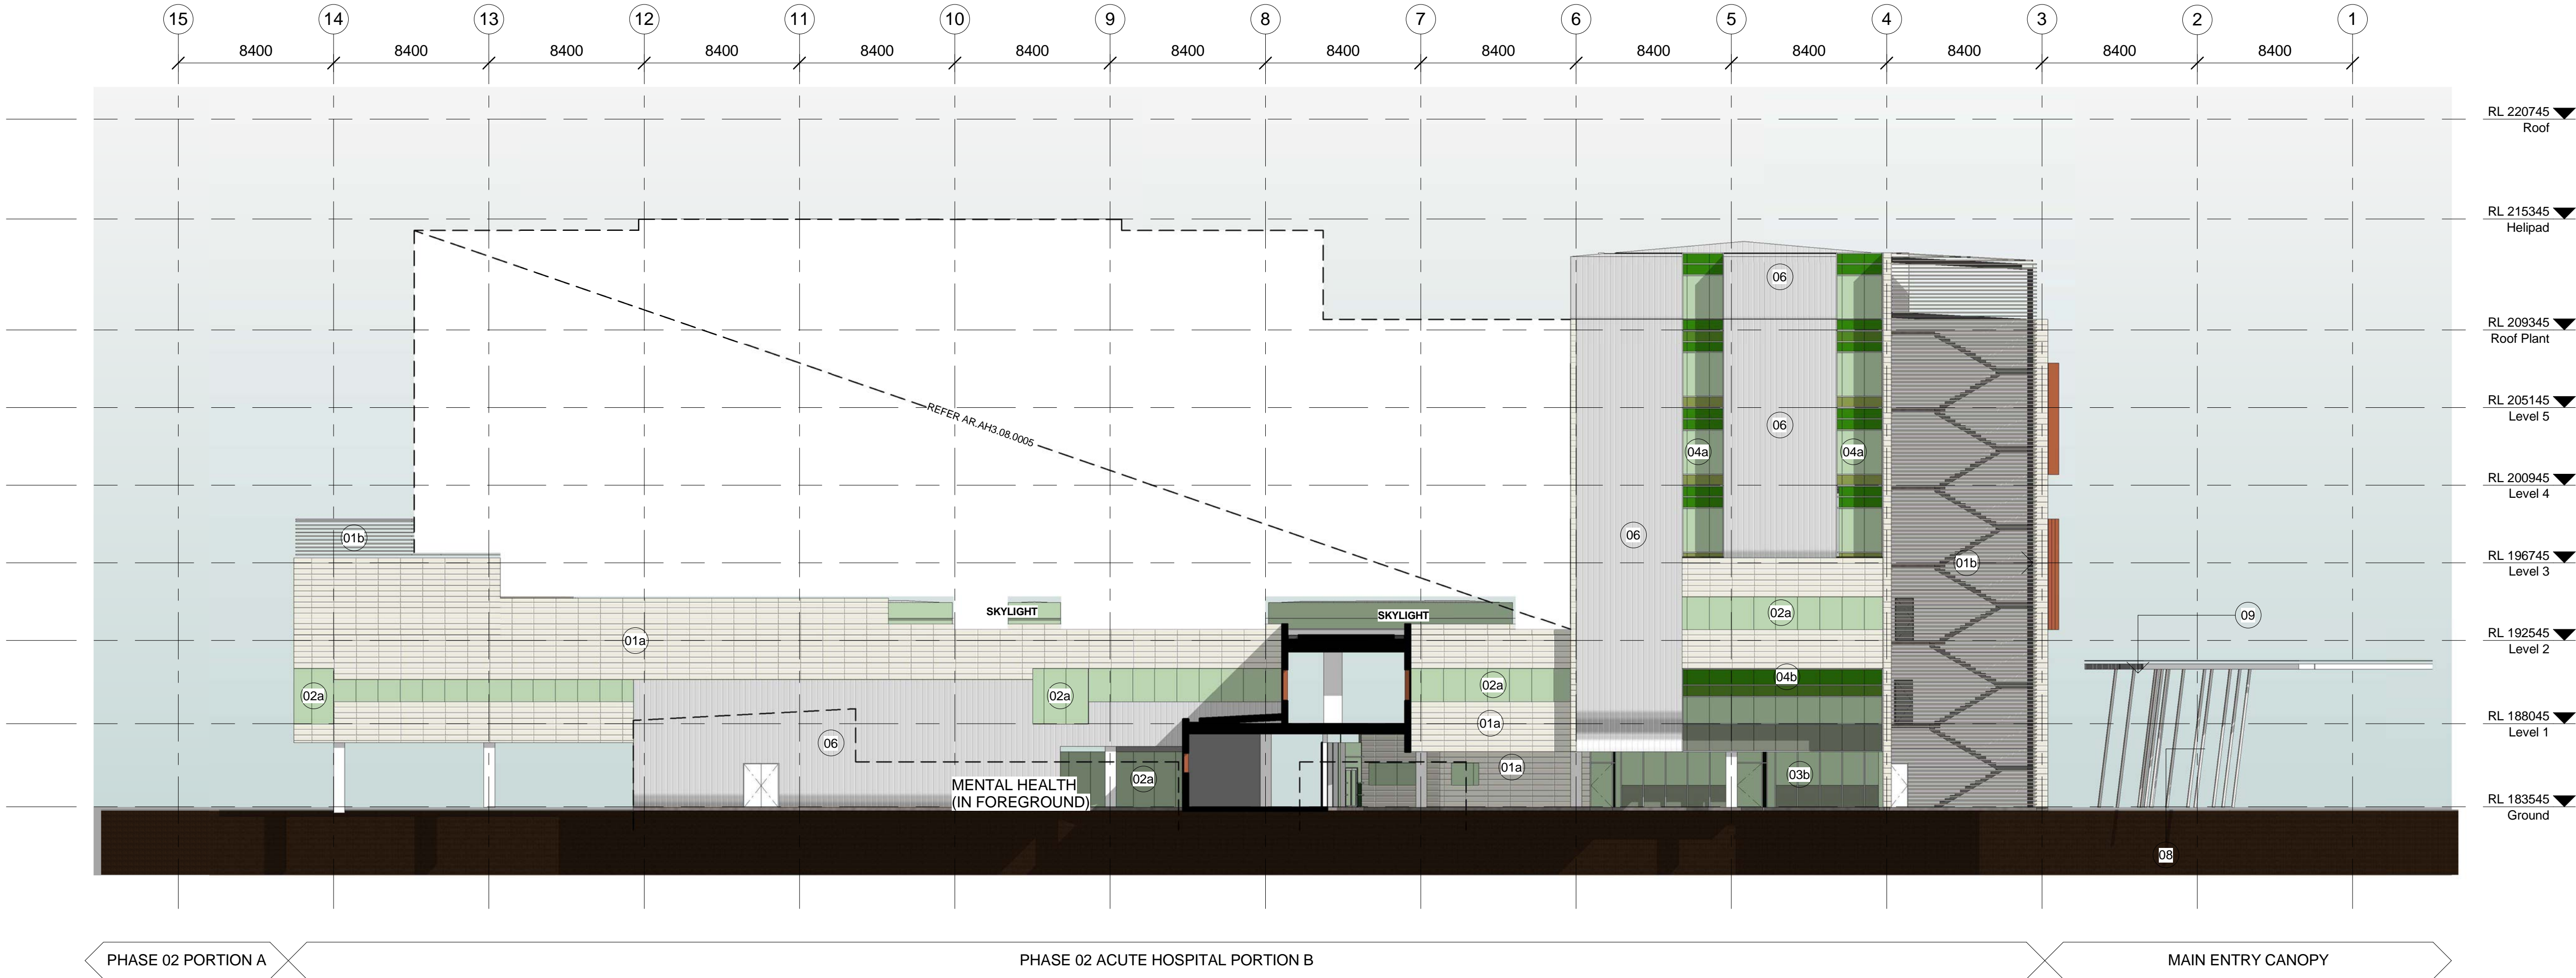 15 14 13 12 11 10 9 8 7 6 5 4 3 2 1
8400 8400 8400 8400 8400 8400 8400 8400 8400 8400 8400 8400 8400 8400
RL 220745
Roof
RL 215345
Helipad
06
RL 209345
Roof Plant
RL 205145
Level 5
REFER AR.AH3.08.0005
06
04a
04a
RL 200945
Level 4
01b
06
01b
RL 196745
Level 3
SKYLIGHT
SKYLIGHT
02a
09
01a
RL 192545
Level 2
02a
02a
02a
04b
01a
RL 188045
Level 1
06
02a
01a
03b
MENTAL HEALTH
(IN FOREGROUND)
RL 183545
Ground
08
PHASE 02 PORTION A
PHASE 02 ACUTE HOSPITAL PORTION B
MAIN ENTRY CANOPY